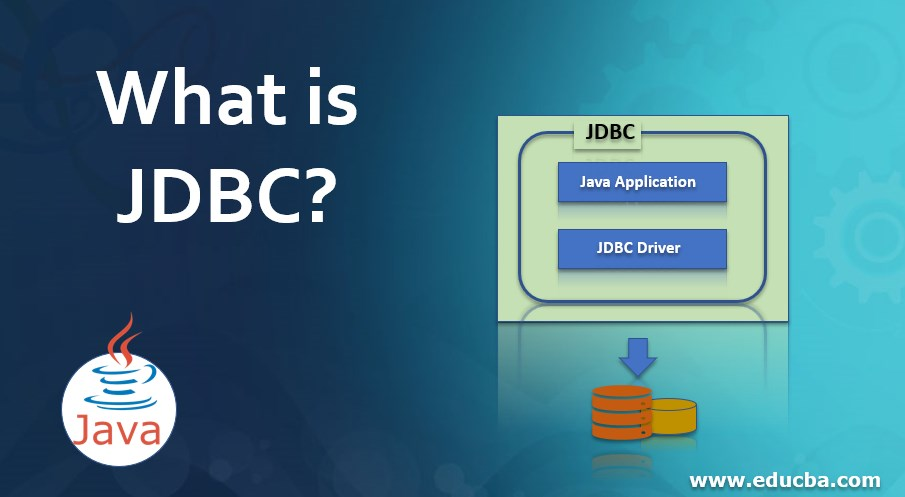 What is
JDBC?
JDBC
Java Application
JDBC Driver
Java
www.educba.com